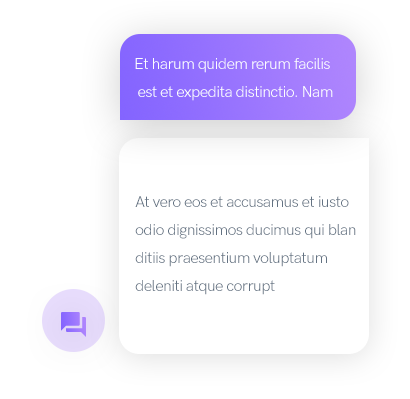 Et harum quidem rerum facilis
est et expedita distinctio. Nam
At vero eos et accusamus et iusto
odio dignissimos ducimus qui blan
ditiis praesentium voluptatum
deleniti atque corrupt